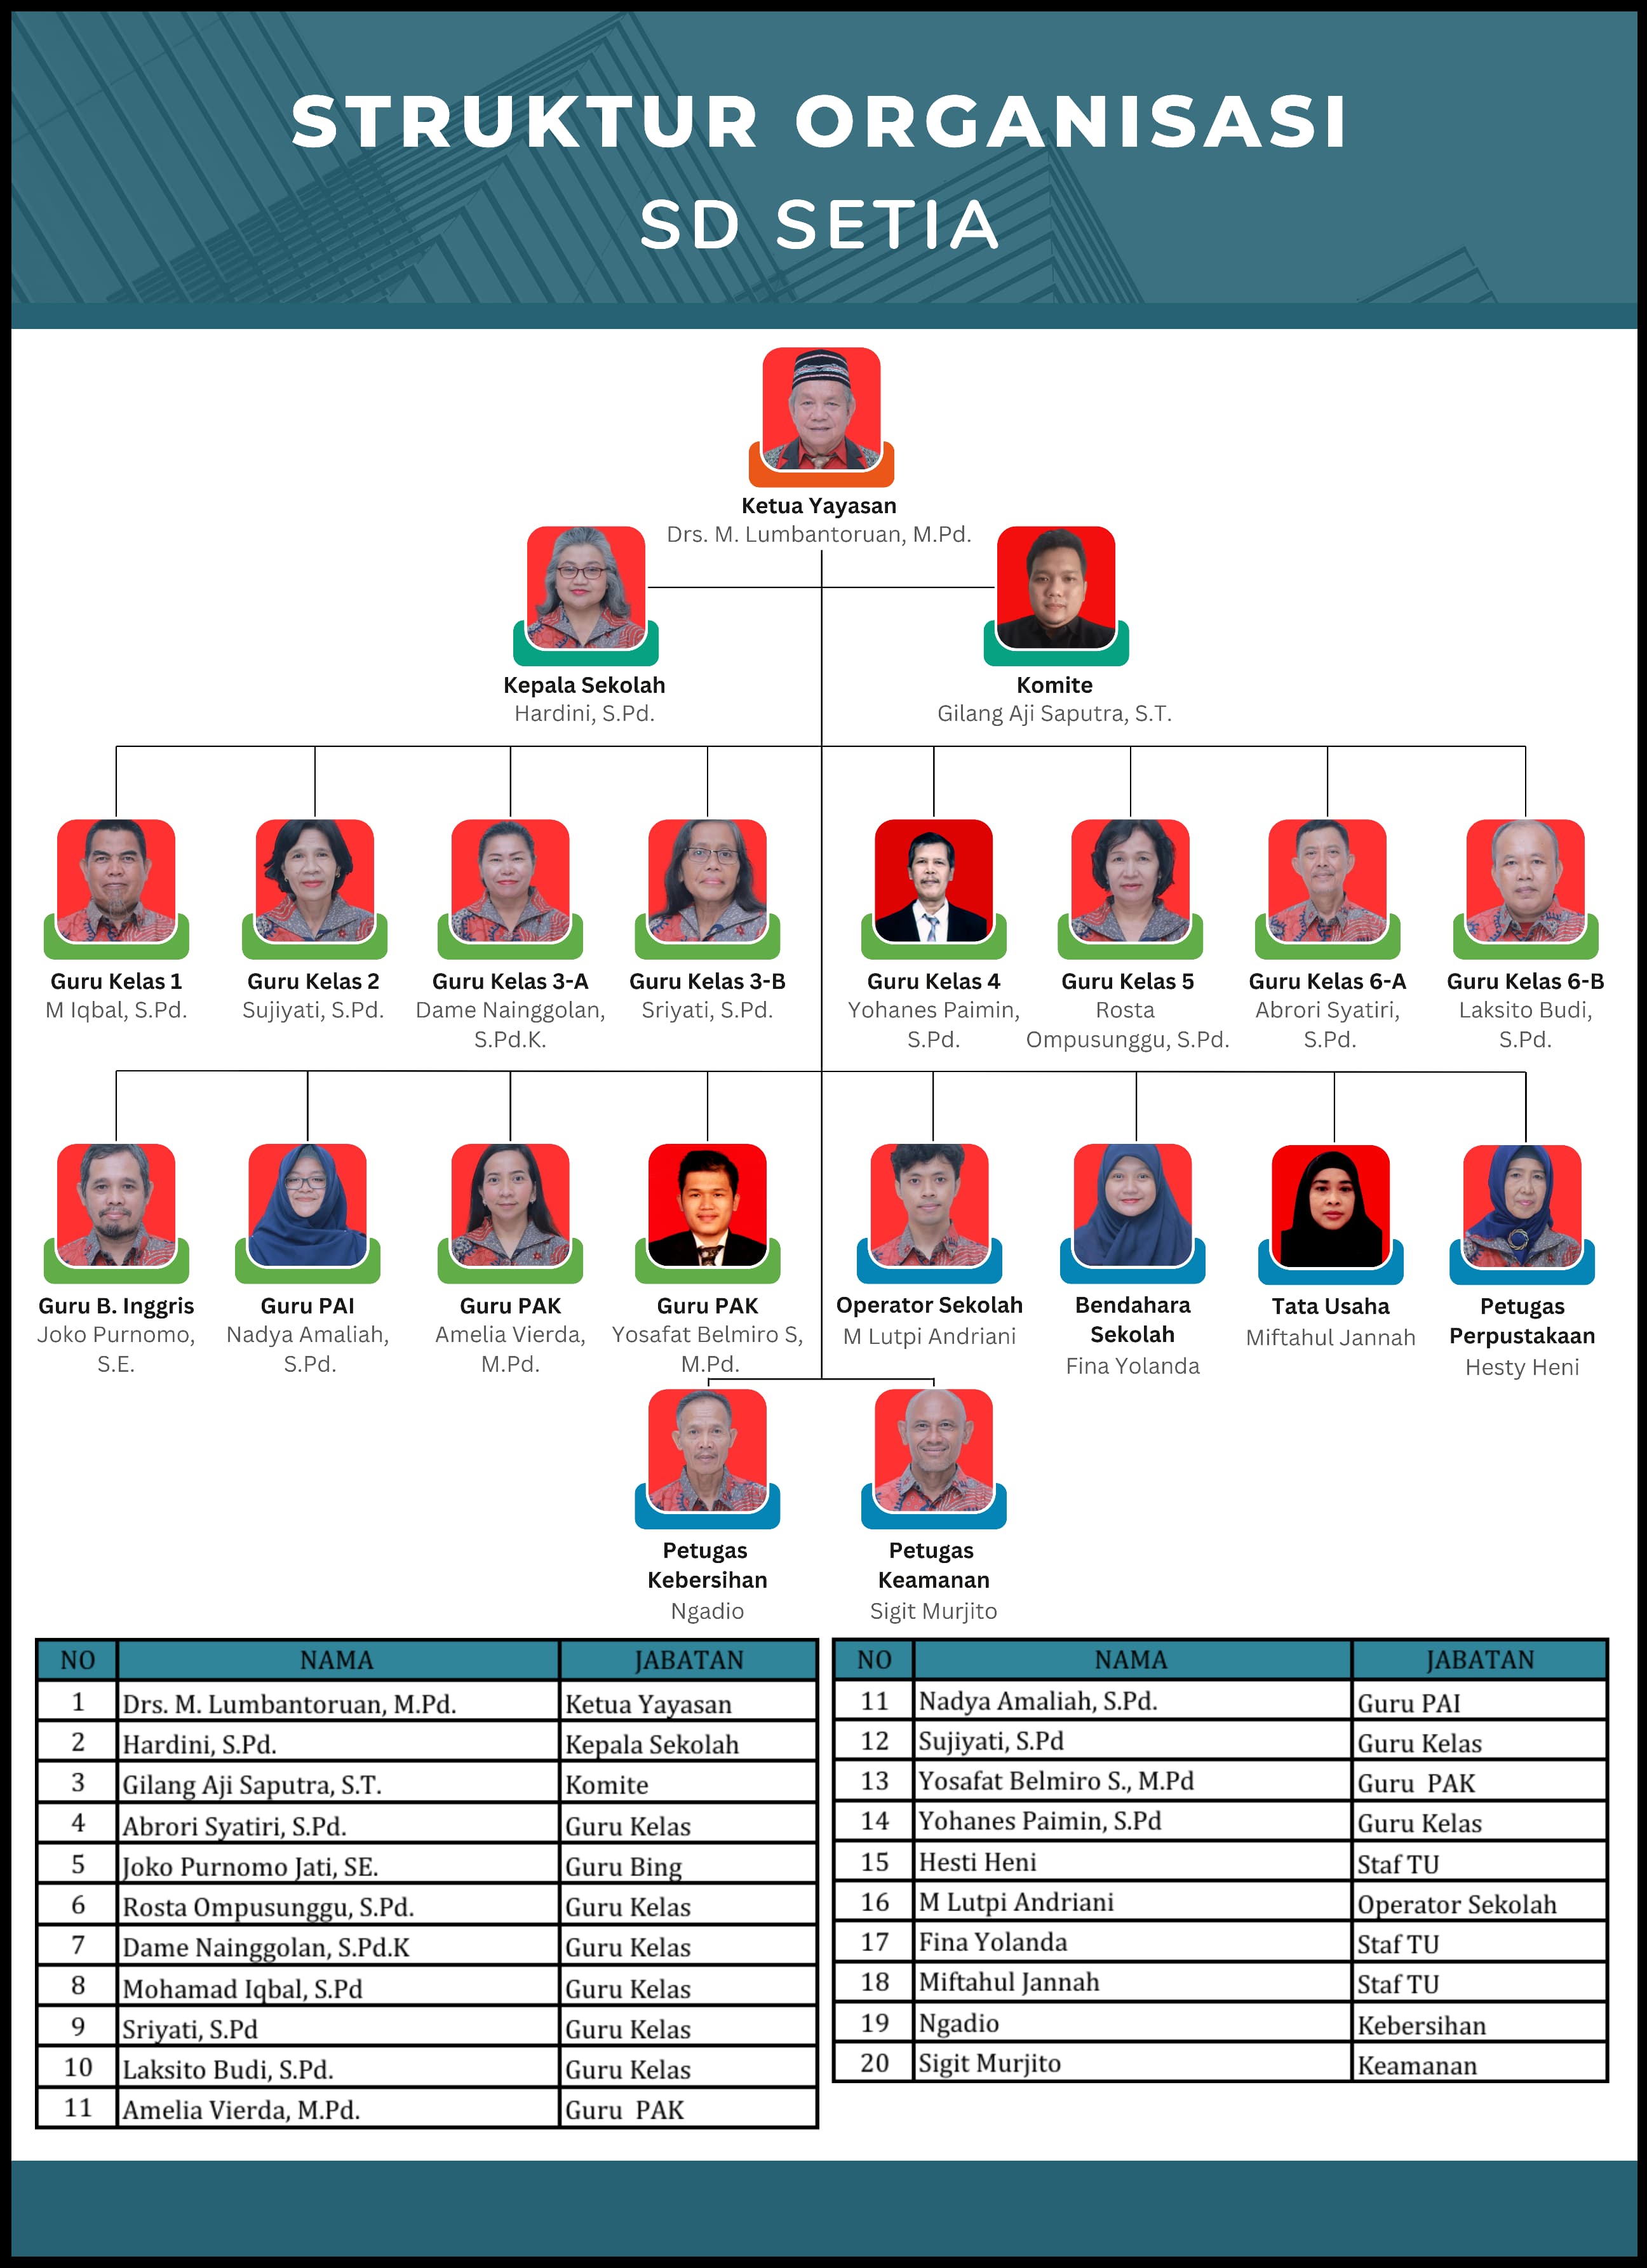 STRUKTUR ORGANISASI
SD SETIA
Ketua Yayasan
Drs. M. Lumbantoruan, M.Pd.
Kepala Sekolah
Hardini, S.Pd.
Komite
Gilang Aji Saputra, S.T.
Guru Kelas 1
M Iqbal, S.Pd.
Guru Kelas 2
Sujiyati, S.Pd.
Guru Kelas 3-A
Dame Nainggolan,
S.Pd.K.
Guru Kelas 3-B
Sriyati, S.Pd.
Guru Kelas 4
Yohanes Paimin,
S.Pd.
Guru Kelas 5
Rosta
Ompusunggu, S.Pd.
Guru Kelas 6-A
Abrori Syatiri,
S.Pd.
Guru Kelas 6-B
Laksito Budi,
S.Pd.
Guru B. Inggris
Joko Purnomo,
S.E.
Guru PAI
Nadya Amaliah,
S.Pd.
Guru PAK
Amelia Vierda,
M.Pd.
Guru PAK
Yosafat Belmiro S,
M.Pd.
Operator Sekolah
M Lutpi Andriani
Bendahara
Sekolah
Fina Yolanda
Tata Usaha
Miftahul Jannah
Petugas
Perpustakaan
Hesty Heni
Petugas
Kebersihan
Ngadio
Petugas
Keamanan
Sigit Murjito
NO NAMA JABATAN
1 Drs. M. Lumbantoruan, M.Pd. Ketua Yayasan
2 Hardini, S.Pd. Kepala Sekolah
3 Gilang Aji Saputra, S.T. Komite
4 Abrori Syatiri, S.Pd. Guru Kelas
5 Joko Purnomo Jati, SE. Guru Bing
6 Rosta Ompusunggu, S.Pd. Guru Kelas
7 Dame Nainggolan, S.Pd.K Guru Kelas
8 Mohamad Iqbal, S.Pd Guru Kelas
9 Sriyati, S.Pd Guru Kelas
10 Laksito Budi, S.Pd. Guru Kelas
11 Amelia Vierda, M.Pd. Guru PAK
NO NAMA JABATAN
11 Nadya Amaliah, S.Pd. Guru PAI
12 Sujiyati, S.Pd Guru Kelas
13 Yosafat Belmiro S., M.Pd Guru PAK
14 Yohanes Paimin, S.Pd Guru Kelas
15 Hesti Heni Staf TU
16 M Lutpi Andriani Operator Sekolah
17 Fina Yolanda Staf TU
18 Miftahul Jannah Staf TU
19 Ngadio Kebersihan
20 Sigit Murjito Keamanan